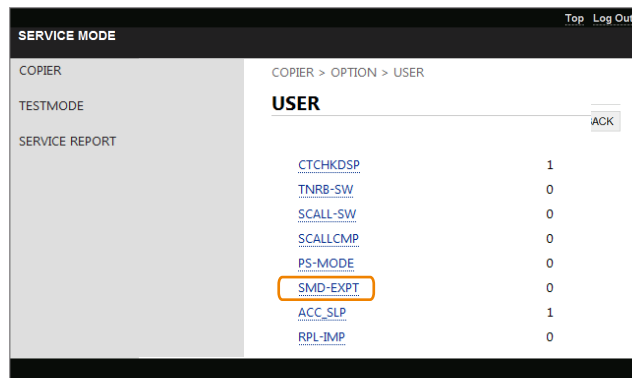 Top Log Out
SERVICE MODE
COPIER
TESTMODE
SERVICE REPORT
COPIER > OPTION > USER
USER
ACK
CTCHKDSP 1
TNRB-SW 0
SCALL-SW 0
SCALLCMP 0
PS-MODE 0
SMD-EXPT 0
ACC_SLP 1
RPL-IMP 0